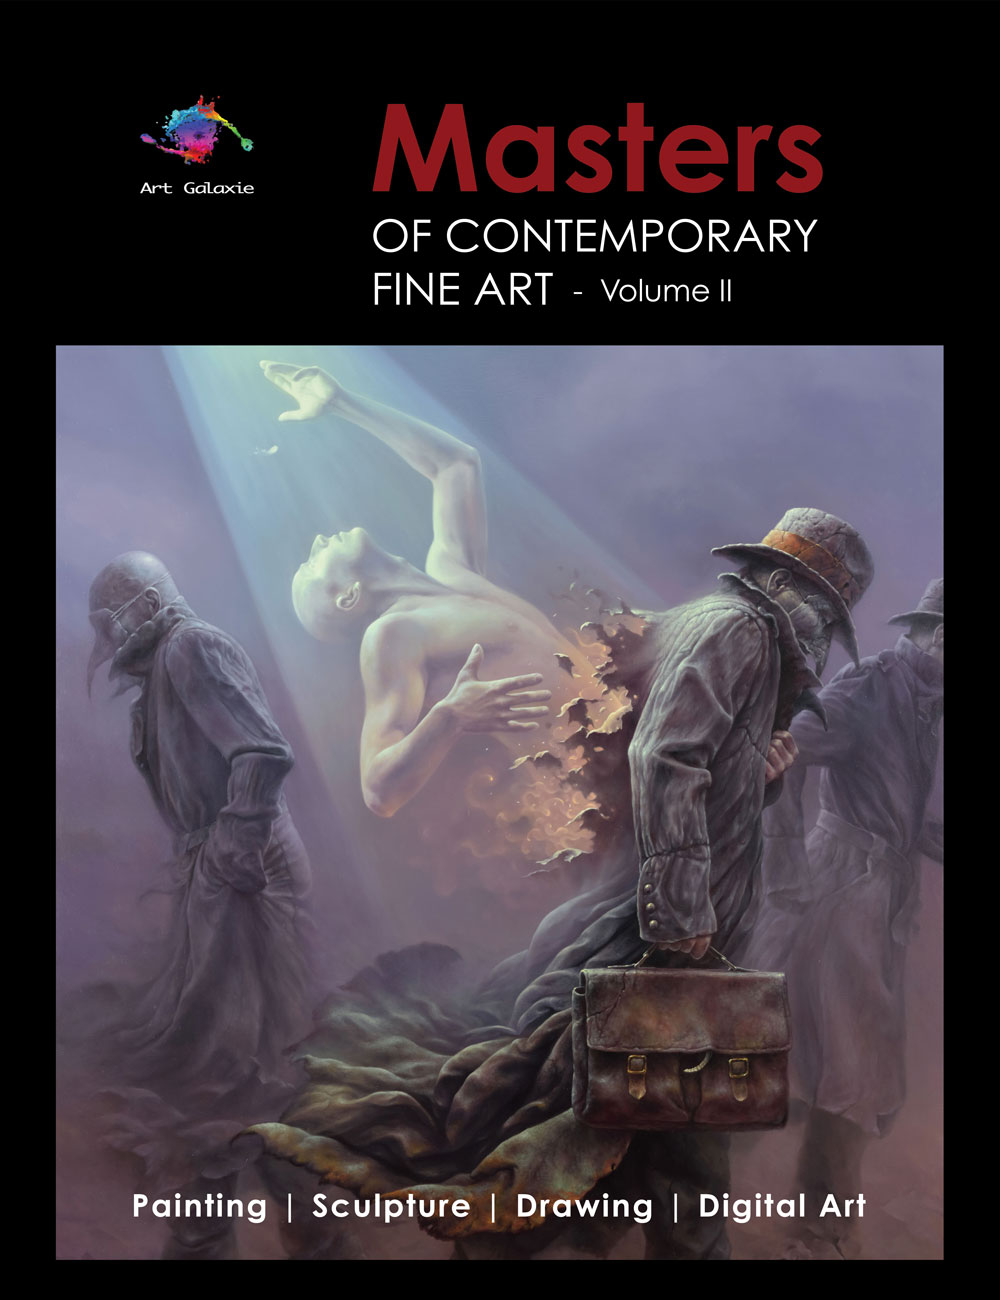 Art Galaxie
Masters
OF CONTEMPORARY
FINE ART - Volume II
Painting | Sculpture | Drawing | Digital Art